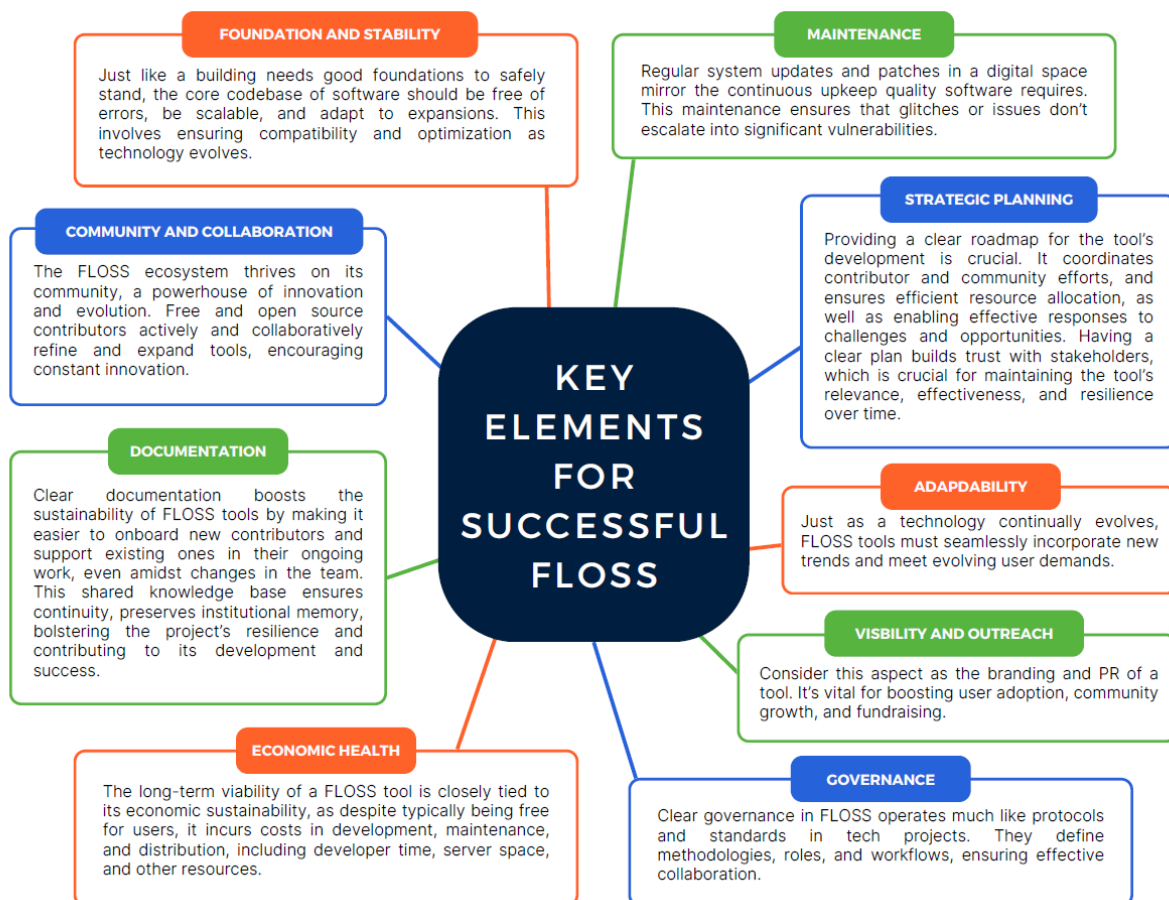 FOUNDATION AND STABILITY
Just like a building needs good foundations to safely
stand, the core codebase of software should be free of
errors, be scalable, and adapt to expansions. This
involves ensuring compatibility and optimization as
technology evolves.
MAINTENANCE
Regular system updates and patches in a digital space
mirror the continuous upkeep quality software requires.
This maintenance ensures that glitches or issues don't
escalate into significant vulnerabilities.
COMMUNITY AND COLLABORATION
The FLOSS ecosystem thrives on its
community, a powerhouse of innovation
and evolution. Free and open source
contributors actively and collaboratively
refine and expand tools, encouraging
constant innovation.
STRATEGIC PLANNING
Providing a clear roadmap for the tool's
development is crucial. It coordinates
contributor and community efforts, and
ensures efficient resource allocation, as
well as enabling effective responses to
challenges and opportunities. Having a
clear plan builds trust with stakeholders,
which is crucial for maintaining the tool's
relevance, effectiveness, and resilience
over time.
KEY
ELEMENTS
FOR
SUCCESSFUL
FLOSS
DOCUMENTATION
Clear documentation boosts the
sustainability of FLOSS tools by making it
easier to onboard new contributors and
support existing ones in their ongoing
work, even amidst changes in the team.
This shared knowledge base ensures
continuity, preserves institutional memory,
bolstering the project's resilience and
contributing to its development and
success.
ADAPDABILITY
Just as a technology continually evolves,
FLOSS tools must seamlessly incorporate new
trends and meet evolving user demands.
VISBILITY AND OUTREACH
Consider this aspect as the branding and PR of a
tool. It's vital for boosting user adoption, community
growth, and fundraising.
ECONOMIC HEALTH
The long-term viability of a FLOSS tool is closely tied to
its economic sustainability, as despite typically being free
for users, it incurs costs in development, maintenance,
and distribution, including developer time, server space,
and other resources.
GOVERNANCE
Clear governance in FLOSS operates much like protocols
and standards in tech projects. They define
methodologies, roles, and workflows, ensuring effective
collaboration.